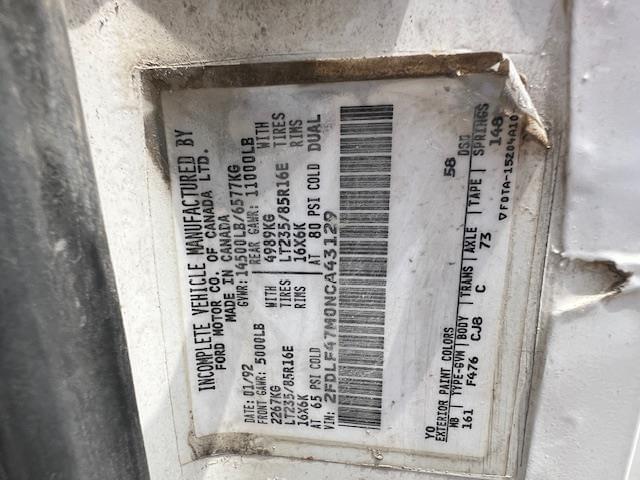 INCOMPLETE VEHICLE MANUFACTURED BY
FORD MOTOR CO. OF CANADA LTD.
MADE IN CANADA
DATE: 01/92 GVWR: 14500LB/6577KG
FRONT GAWR: 5000LB REAR GAWR: 11000LB
2267KG WITH 4989KG WITH
LT235/85R16E TIRES LT235/85R16E TIRES
16X6K RIMS 16X6K RIMS
AT 65 PSI COLD AT 80 PSI COLD DUAL
VIN: 2FDLF47M0NCA43129
YO 58
EXTERIOR PAINT COLORS DSO
WB | TYPE-GVW | BODY | TRANS | AXLE | TAPE | SPRINGS
161 F476 CJ8 C 73 148
▽F0TA-15204A10